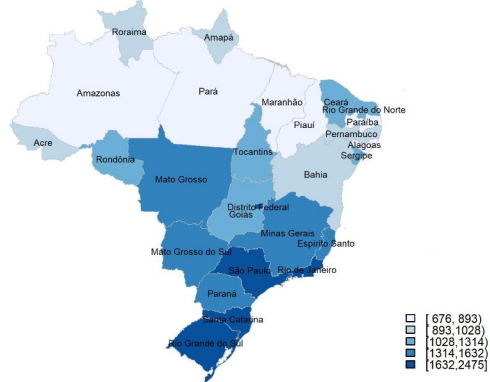 Roraima
Amapá
Amazonas
Pará
Maranhão
Ceará
Rio Grande do Norte
Paraíba
Piauí
Pernambuco
Acre
Alagoas
Sergipe
Rondônia
Tocantins
Bahia
Mato Grosso
Distrito Federal
Goiás
Minas Gerais
Espírito Santo
Mato Grosso do Sul
São Paulo
Rio de Janeiro
Paraná
Santa Catarina
Rio Grande do Sul
[ 676, 893)
[ 893,1028)
[1028,1314)
[1314,1632)
[1632,2475]